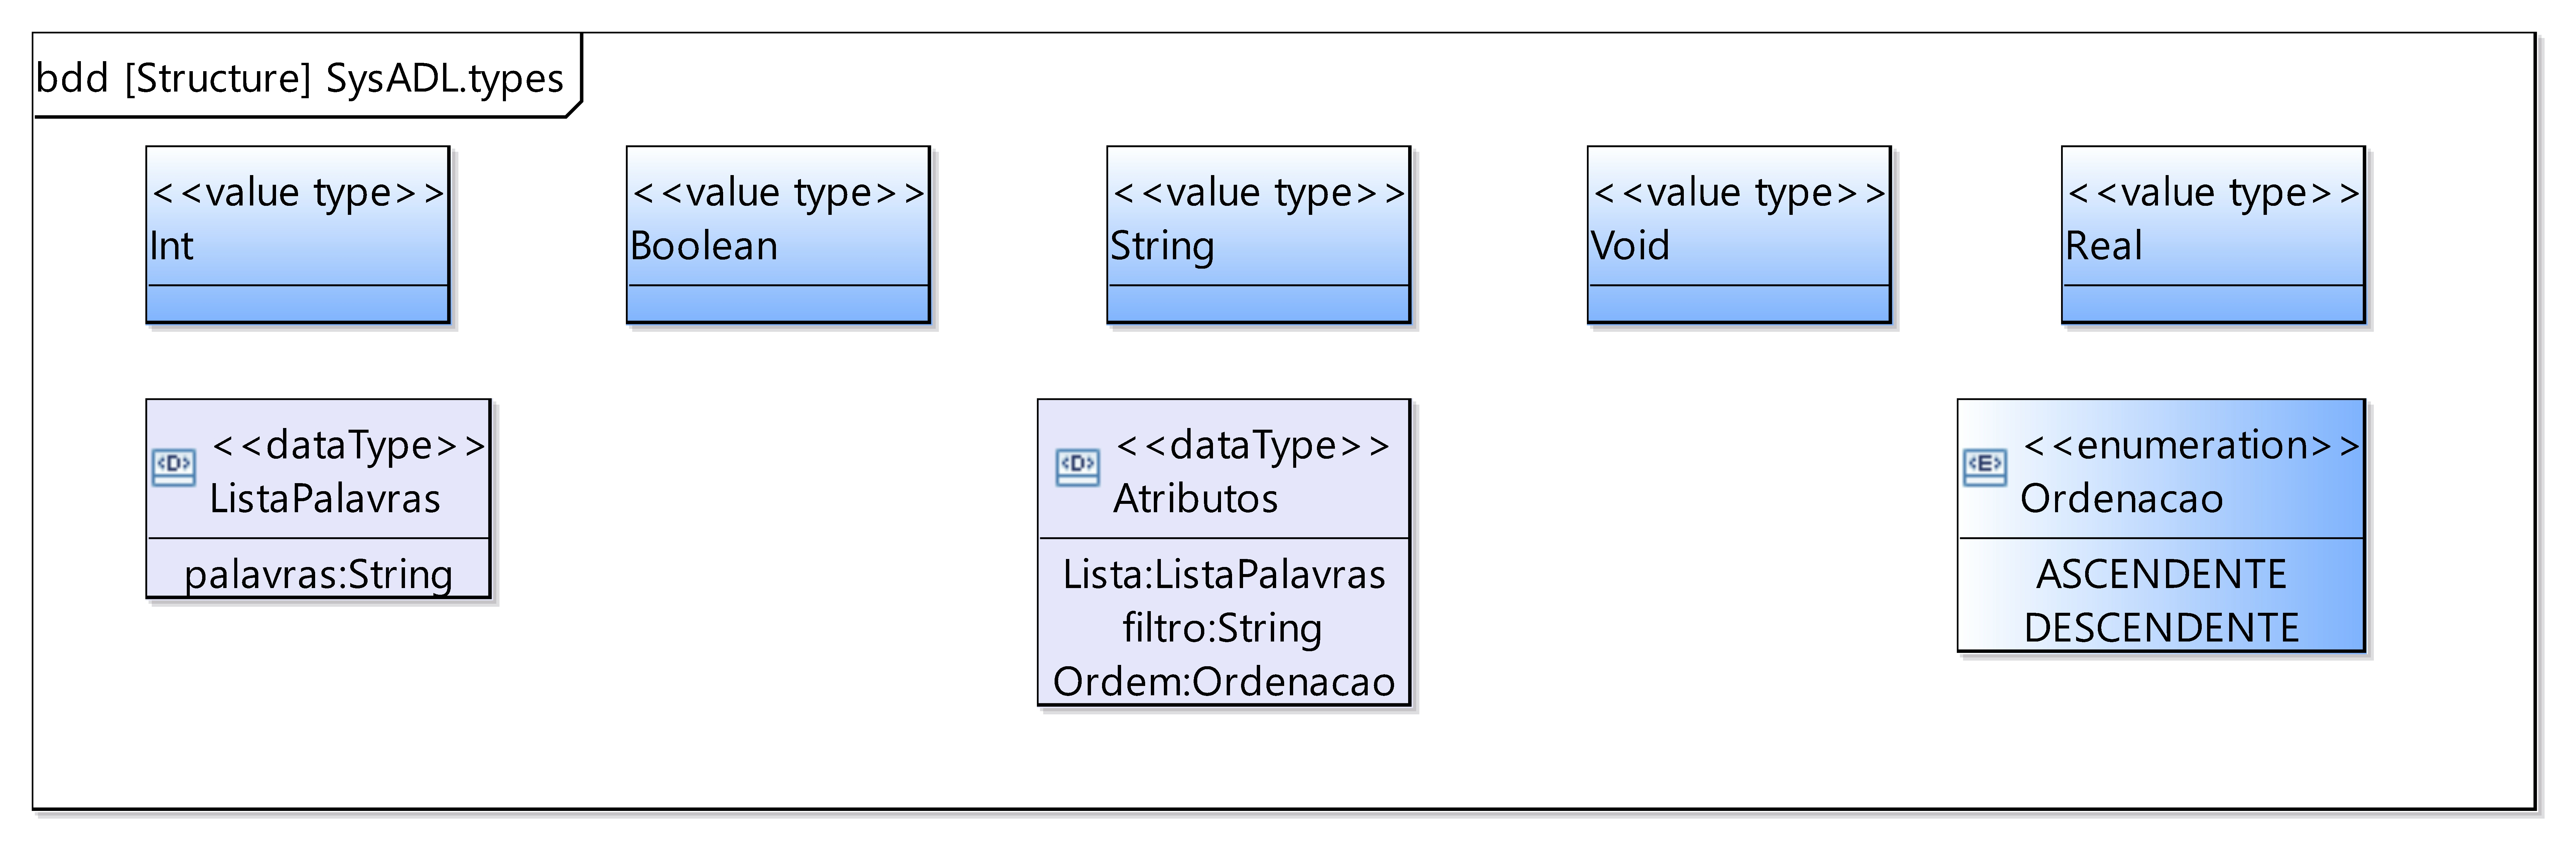 bdd [Structure] SysADL.types
<<value type>>
Int
<<value type>>
Boolean
<<value type>>
String
<<value type>>
Void
<<value type>>
Real
<D>
<<dataType>>
ListaPalavras
palavras:String
<D>
<<dataType>>
Atributos
Lista:ListaPalavras
filtro:String
Ordem:Ordenacao
<E>
<<enumeration>>
Ordenacao
ASCENDENTE
DESCENDENTE